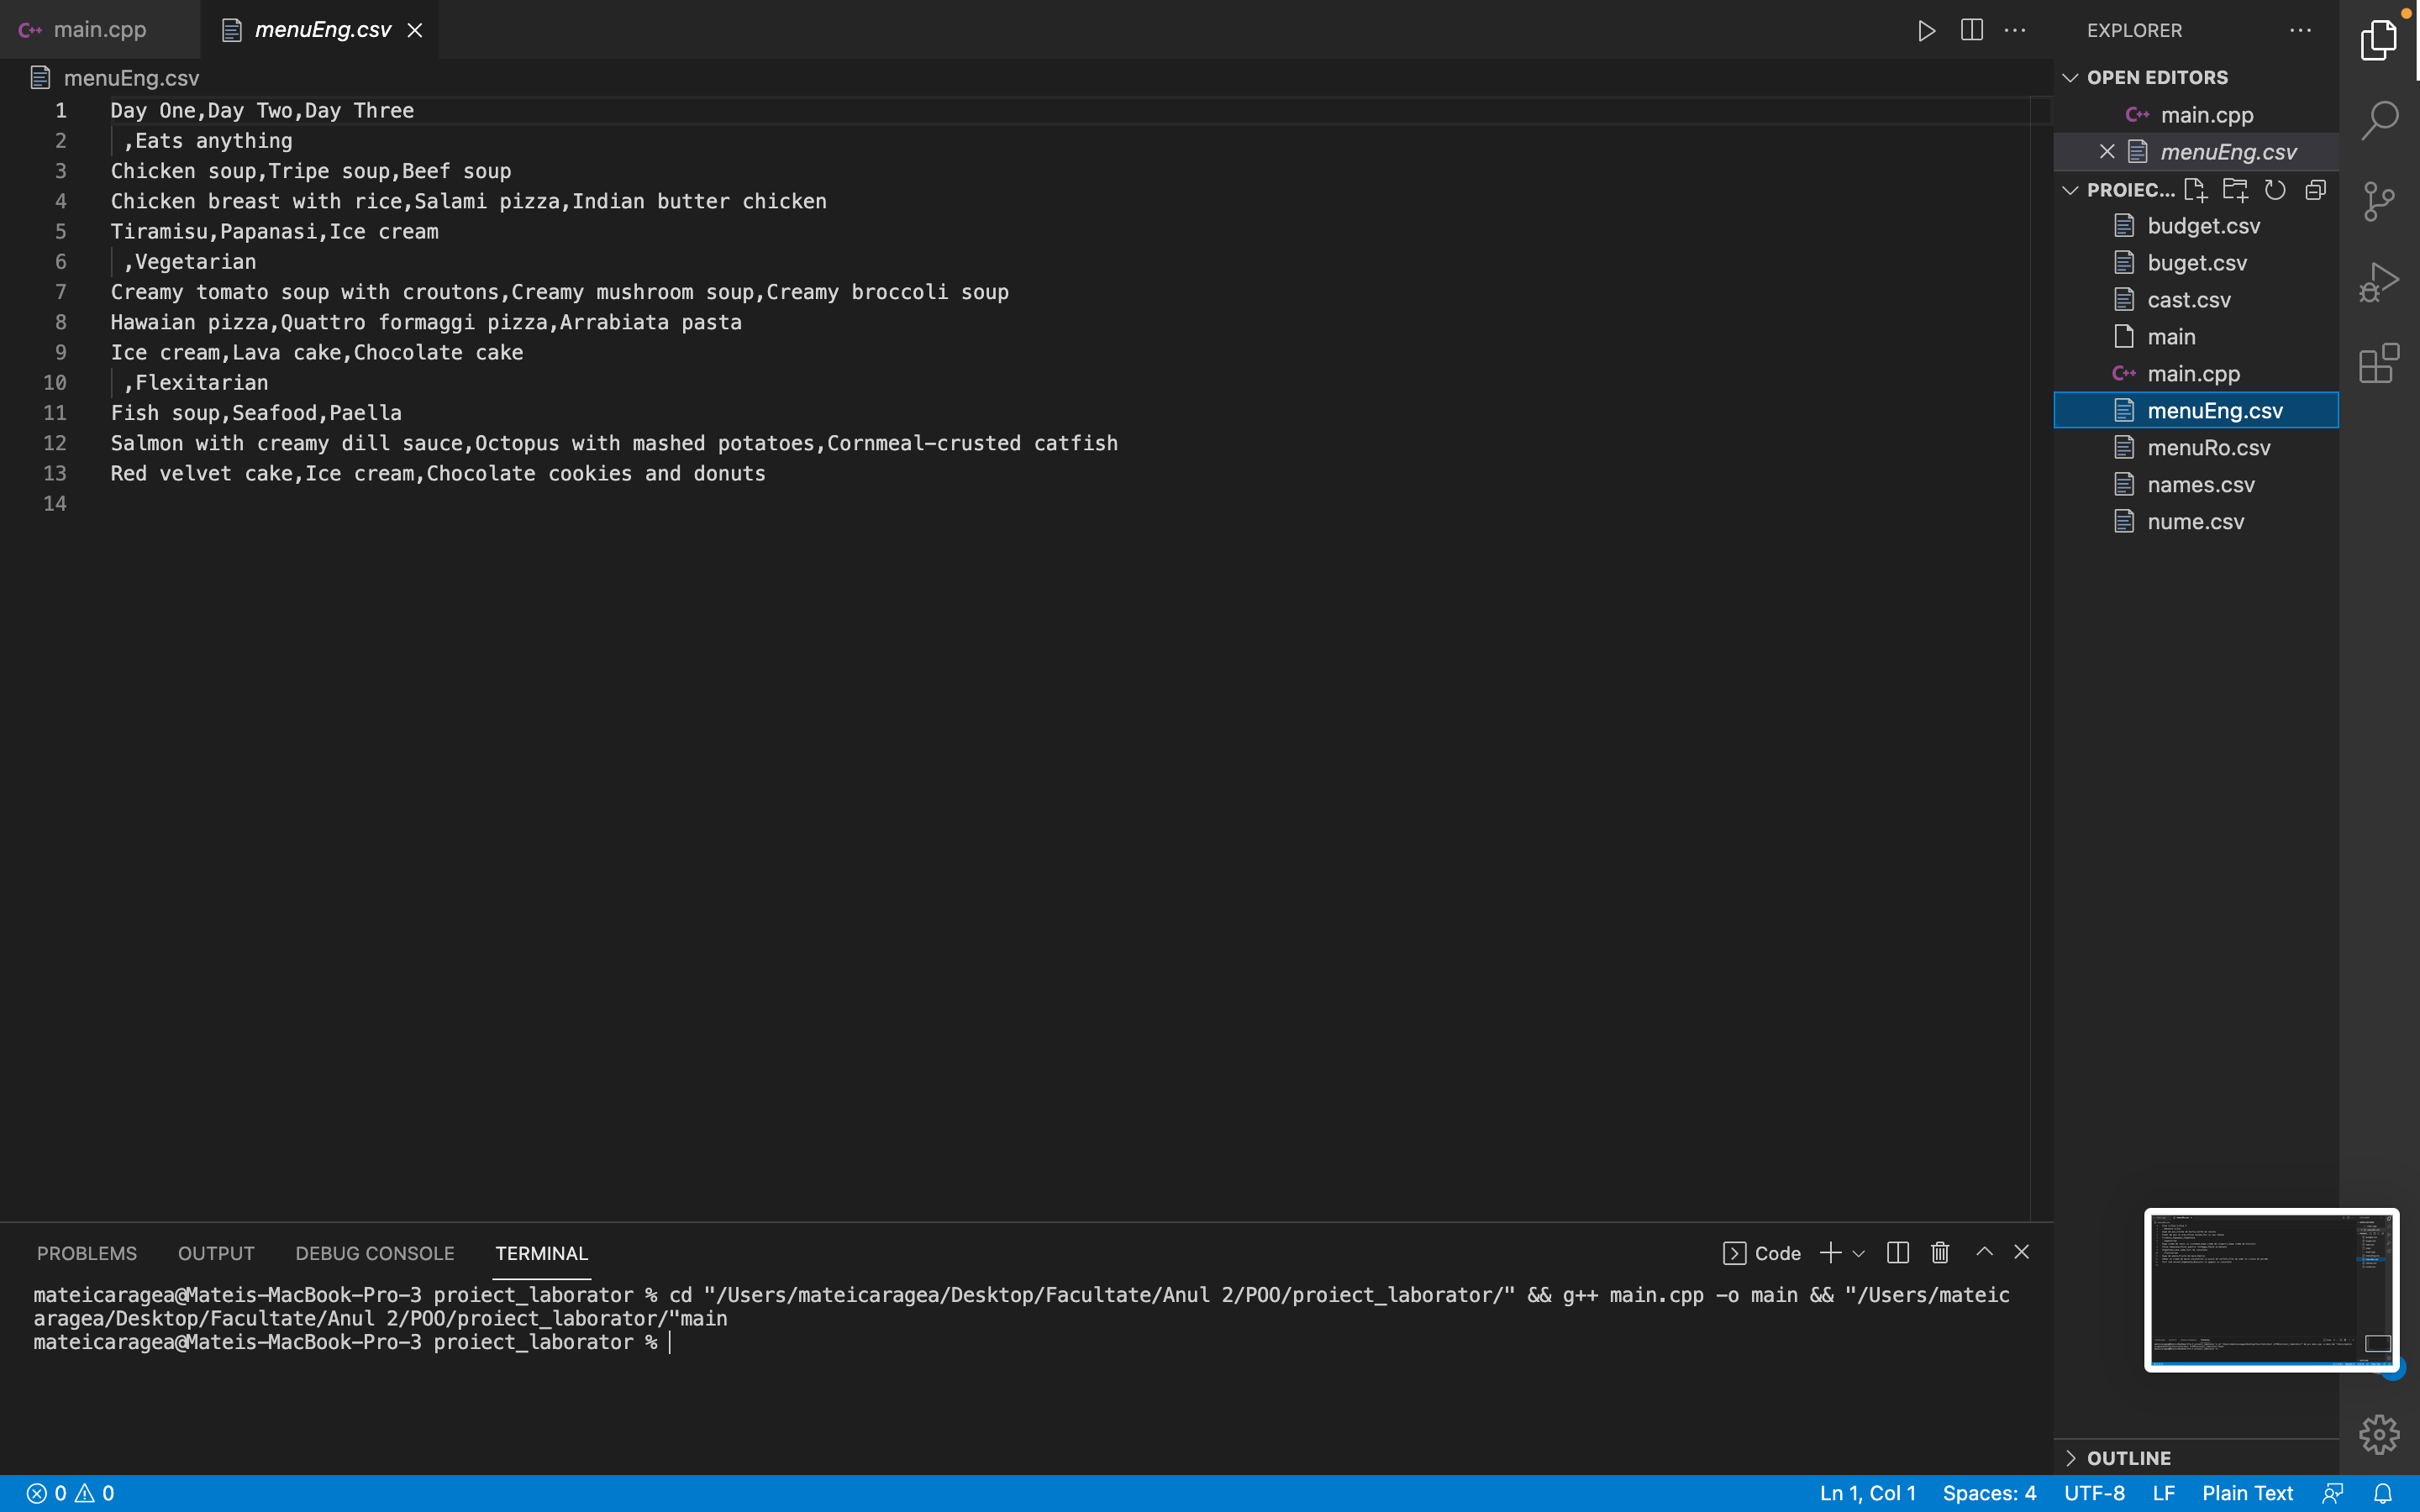 main.cpp
menuEng.csv
EXPLORER
menuEng.csv
OPEN EDITORS
main.cpp
menuEng.csv
PROIEC...
budget.csv
buget.csv
cast.csv
main
main.cpp
menuEng.csv
menuRo.csv
names.csv
nume.csv
1 Day One,Day Two,Day Three
2  ,Eats anything
3 Chicken soup,Tripe soup,Beef soup
4 Chicken breast with rice,Salami pizza,Indian butter chicken
5 Tiramisu,Papanasi,Ice cream
6  ,Vegetarian
7 Creamy tomato soup with croutons,Creamy mushroom soup,Creamy broccoli soup
8 Hawaian pizza,Quattro formaggi pizza,Arrabiata pasta
9 Ice cream,Lava cake,Chocolate cake
10  ,Flexitarian
11 Fish soup,Seafood,Paella
12 Salmon with creamy dill sauce,Octopus with mashed potatoes,Cornmeal-crusted catfish
13 Red velvet cake,Ice cream,Chocolate cookies and donuts
14
PROBLEMS OUTPUT DEBUG CONSOLE TERMINAL
Code
mateicaragea@Mateis-MacBook-Pro-3 proiect_laborator % cd "/Users/mateicaragea/Desktop/Facultate/Anul 2/POO/proiect_laborator/" && g++ main.cpp -o main && "/Users/mateic
aragea/Desktop/Facultate/Anul 2/POO/proiect_laborator/"main
mateicaragea@Mateis-MacBook-Pro-3 proiect_laborator %
OUTLINE
0 0 Ln 1, Col 1 Spaces: 4 UTF-8 LF Plain Text